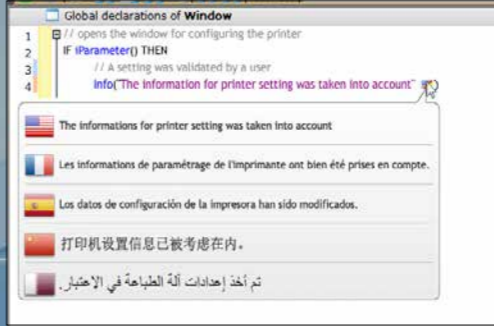 Global declarations of Window
1 // opens the window for configuring the printer
2 IF iParameter() THEN
3 // A setting was validated by a user
4 Info("The information for printer setting was taken into account" )
The informations for printer setting was taken into account
Les informations de paramétrage de l'imprimante ont bien été prises en compte.
Los datos de configuración de la impresora han sido modificados.
打印机设置信息已被考虑在内。
تم أخذ إعدادات آلة الطباعة في الاعتبار.